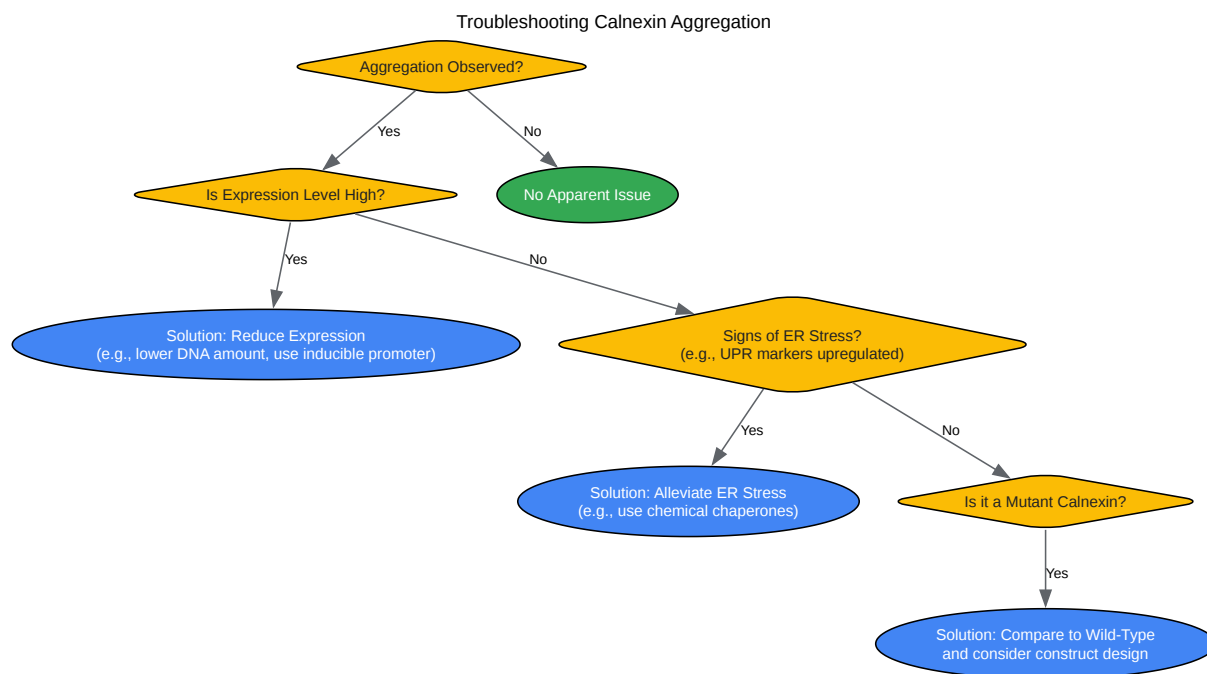 Troubleshooting Calnexin Aggregation
Aggregation Observed?
Yes
No
Is Expression Level High?
No Apparent Issue
Yes
No
Solution: Reduce Expression
(e.g., lower DNA amount, use inducible promoter)
Signs of ER Stress?
(e.g., UPR markers upregulated)
Yes
No
Solution: Alleviate ER Stress
(e.g., use chemical chaperones)
Is it a Mutant Calnexin?
Yes
Solution: Compare to Wild-Type
and consider construct design